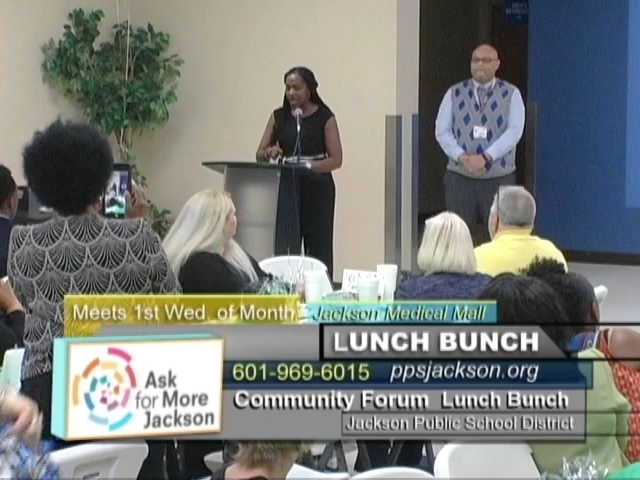 Meets 1st Wed of Month
Jackson Medical Mall
LUNCH BUNCH
601-969-6015
ppsjackson.org
Ask
for More
Jackson
Community Forum Lunch Bunch
Jackson Public School District